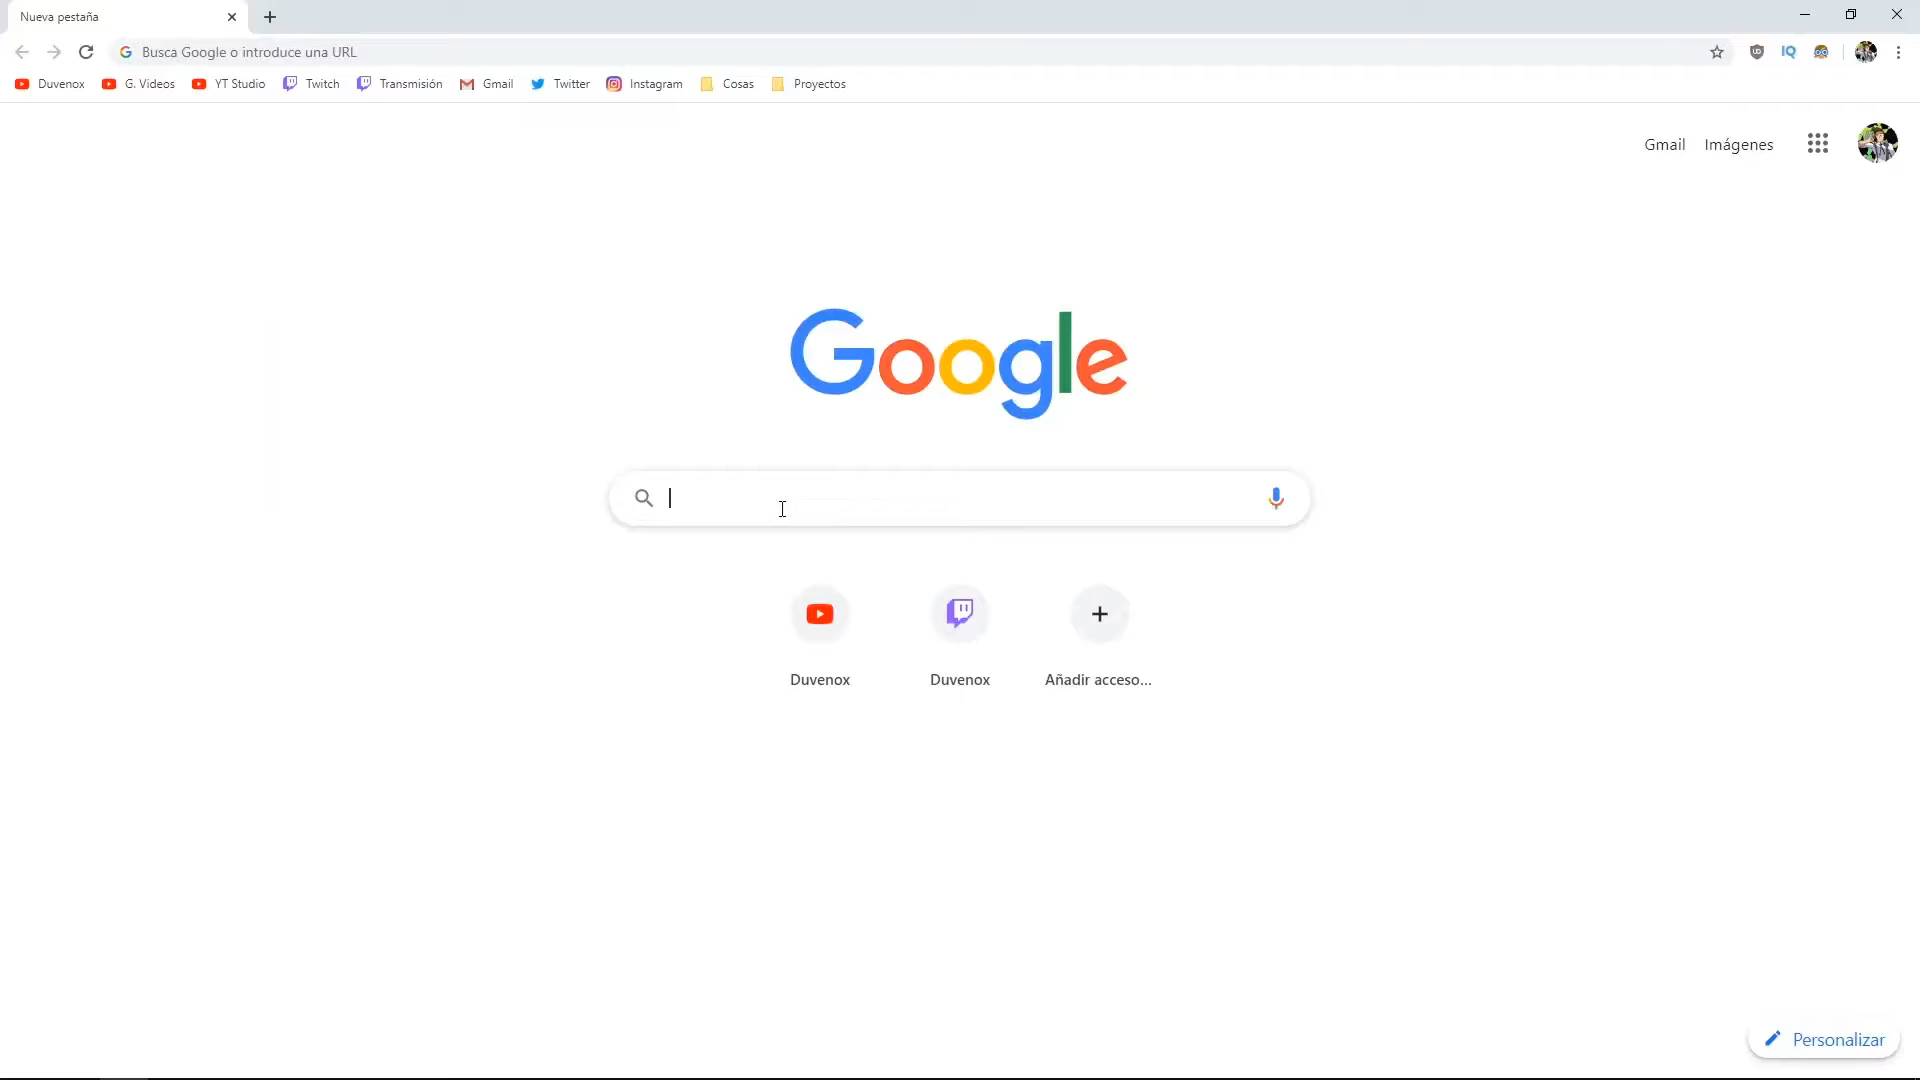 Nueva pestaña
Busca Google o introduce una URL
Duvenox G. Videos YT Studio Twitch Transmisión Gmail Twitter Instagram Cosas Proyectos
Gmail Imágenes
Google
Duvenox Duvenox Añadir acceso...
Personalizar